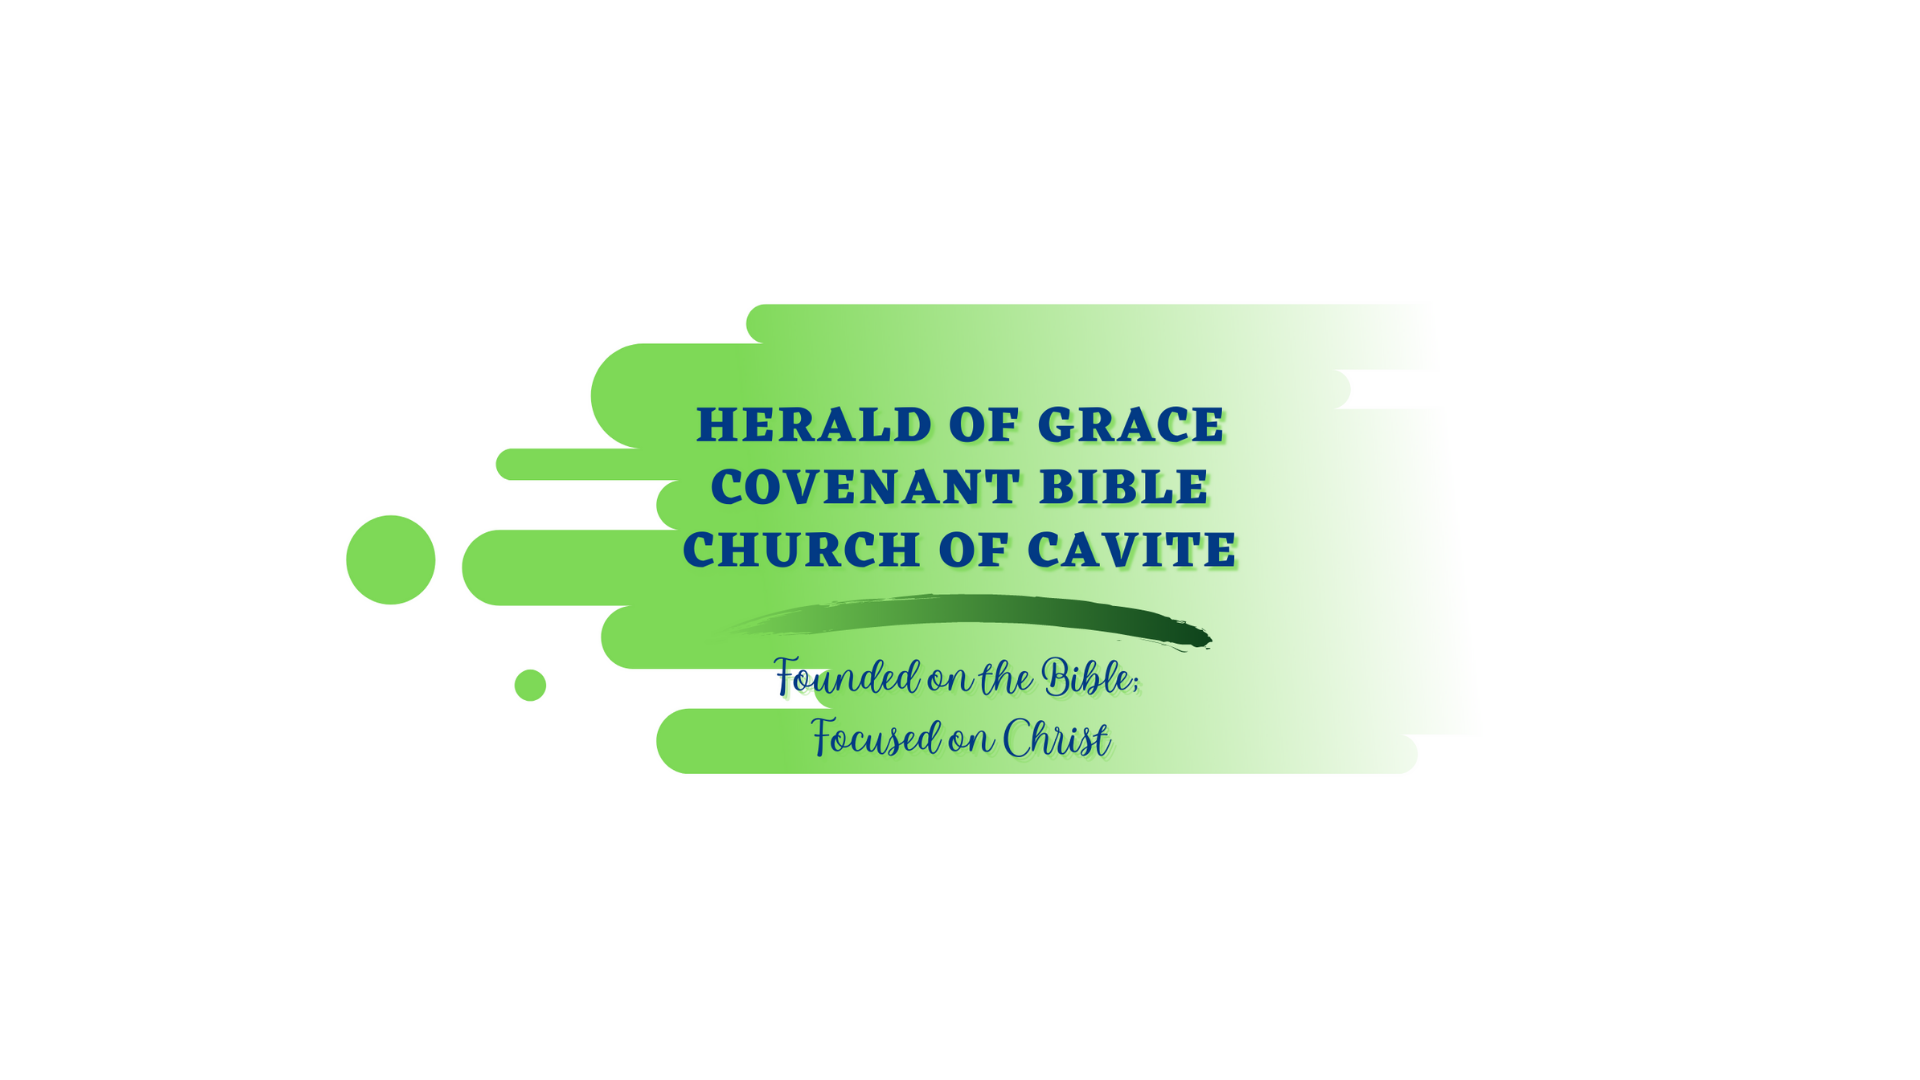 HERALD OF GRACE
COVENANT BIBLE
CHURCH OF CAVITE
Founded on the Bible;
Focused on Christ